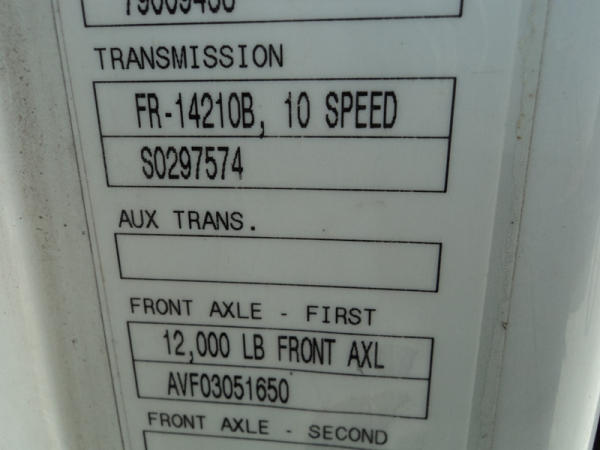 TRANSMISSION
FR-14210B, 10 SPEED
S0297574
AUX TRANS.
FRONT AXLE - FIRST
12,000 LB FRONT AXL
AVF03051650
FRONT AXLE - SECOND